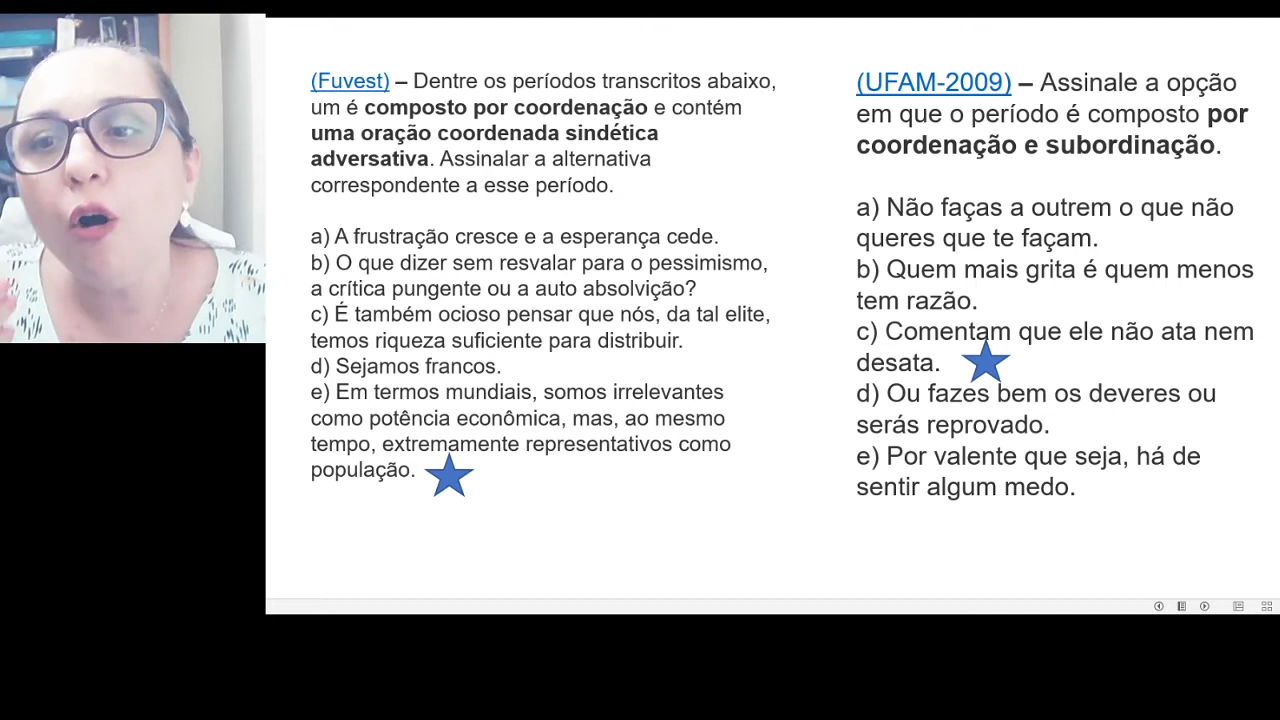 (Fuvest) – Dentre os períodos transcritos abaixo,
um é composto por coordenação e contém
uma oração coordenada sindética
adversativa. Assinalar a alternativa
correspondente a esse período.
a) A frustração cresce e a esperança cede.
b) O que dizer sem resvalar para o pessimismo,
a crítica pungente ou a auto absolvição?
c) É também ocioso pensar que nós, da tal elite,
temos riqueza suficiente para distribuir.
d) Sejamos francos.
e) Em termos mundiais, somos irrelevantes
como potência econômica, mas, ao mesmo
tempo, extremamente representativos como
população.
(UFAM-2009) – Assinale a opção
em que o período é composto por
coordenação e subordinação.
a) Não faças a outrem o que não
queres que te façam.
b) Quem mais grita é quem menos
tem razão.
c) Comentam que ele não ata nem
desata.
d) Ou fazes bem os deveres ou
serás reprovado.
e) Por valente que seja, há de
sentir algum medo.